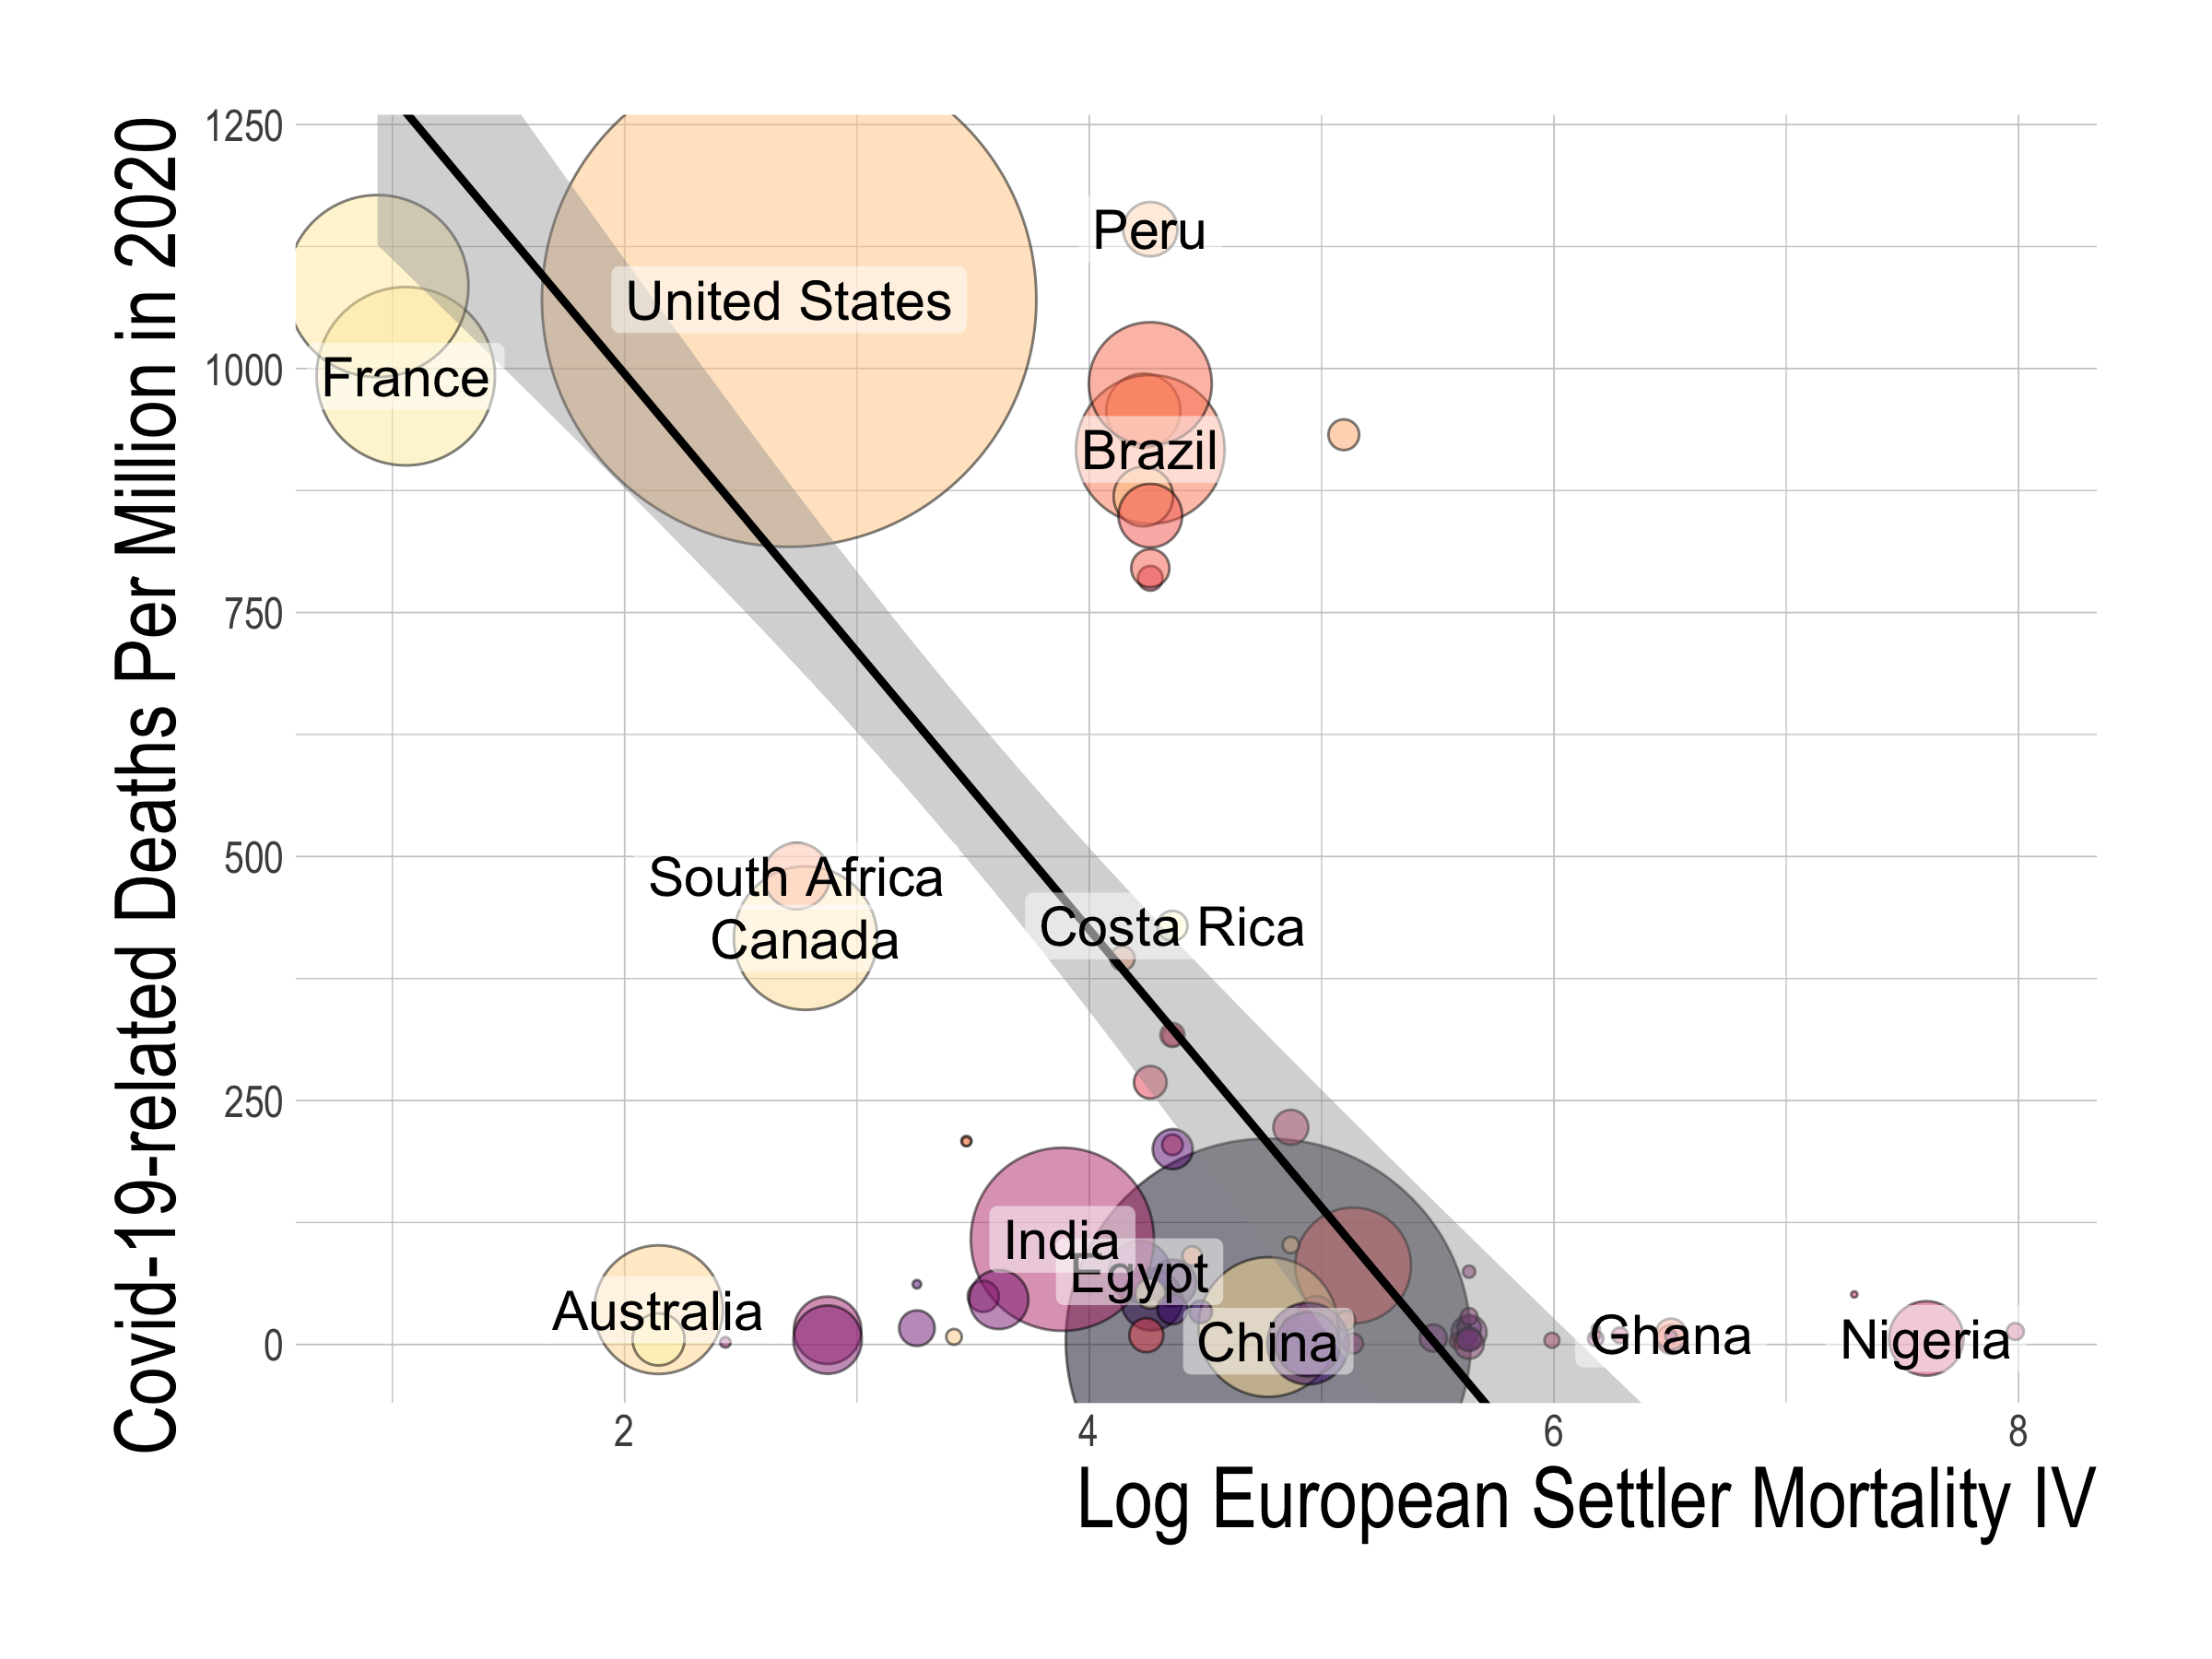 Covid-19-related Deaths Per Million in 2020
1250
1000
750
500
250
0
Peru
United States
France
Brazil
South Africa
Canada
Costa Rica
India
Egypt
Australia
China
Ghana
Nigeria
2
4
6
8
Log European Settler Mortality IV